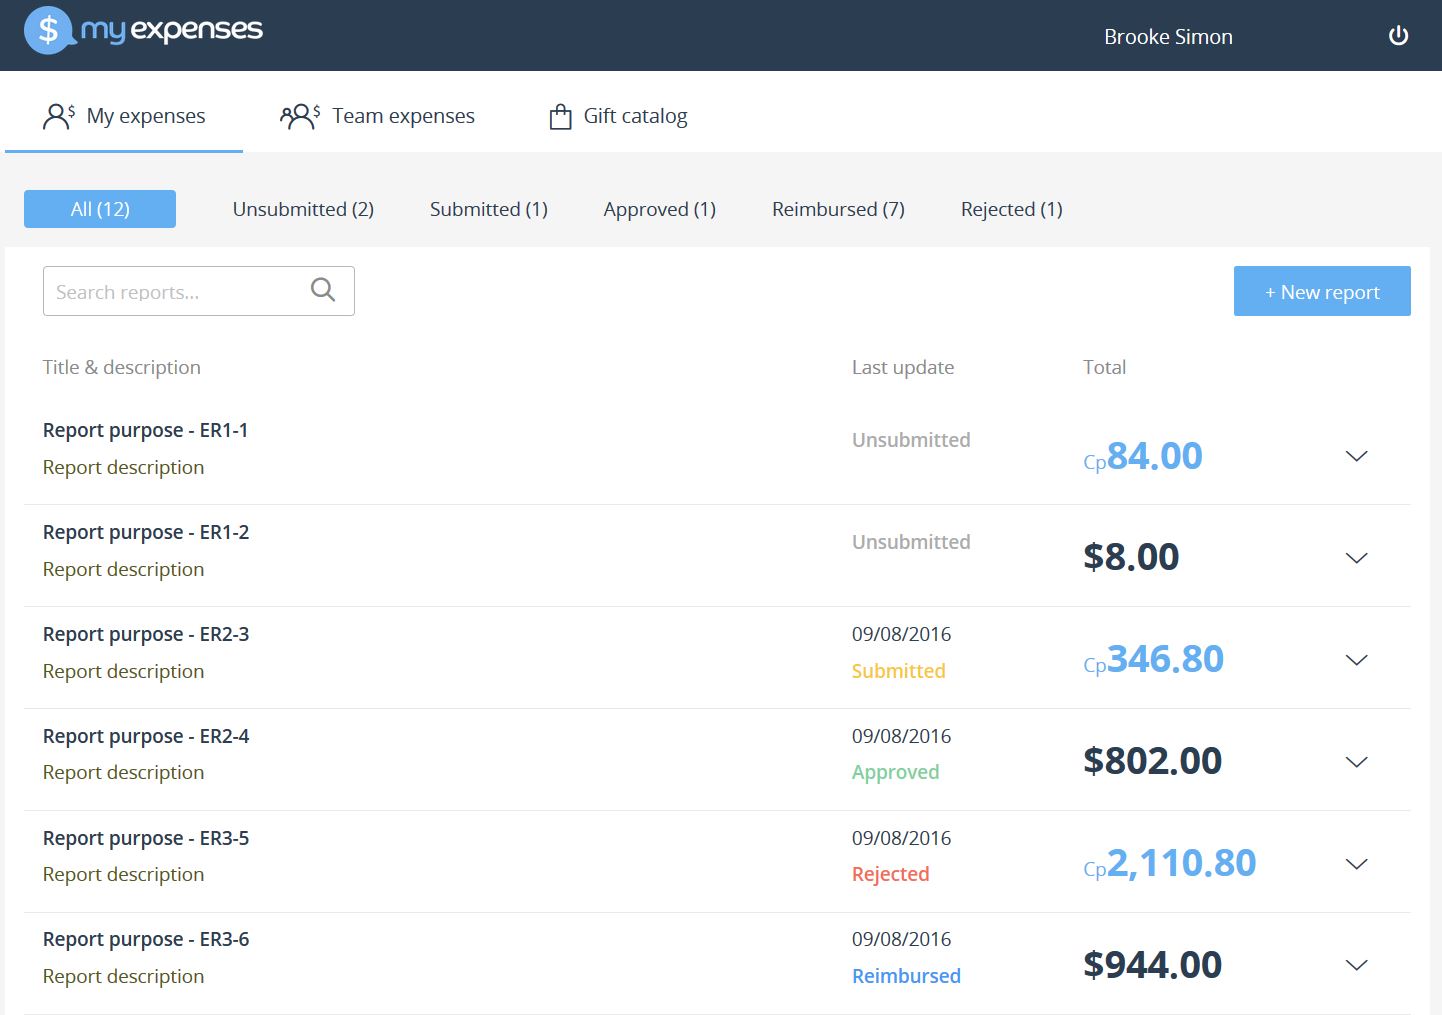 $ my expenses
Brooke Simon
$ My expenses
$ Team expenses
Gift catalog
All (12)
Unsubmitted (2)
Submitted (1)
Approved (1)
Reimbursed (7)
Rejected (1)
Search reports...
+ New report
Title & description
Last update
Total
Report purpose - ER1-1
Report description
Unsubmitted
Cp84.00
Report purpose - ER1-2
Report description
Unsubmitted
$8.00
Report purpose - ER2-3
Report description
09/08/2016
Submitted
Cp346.80
Report purpose - ER2-4
Report description
09/08/2016
Approved
$802.00
Report purpose - ER3-5
Report description
09/08/2016
Rejected
Cp2,110.80
Report purpose - ER3-6
Report description
09/08/2016
Reimbursed
$944.00